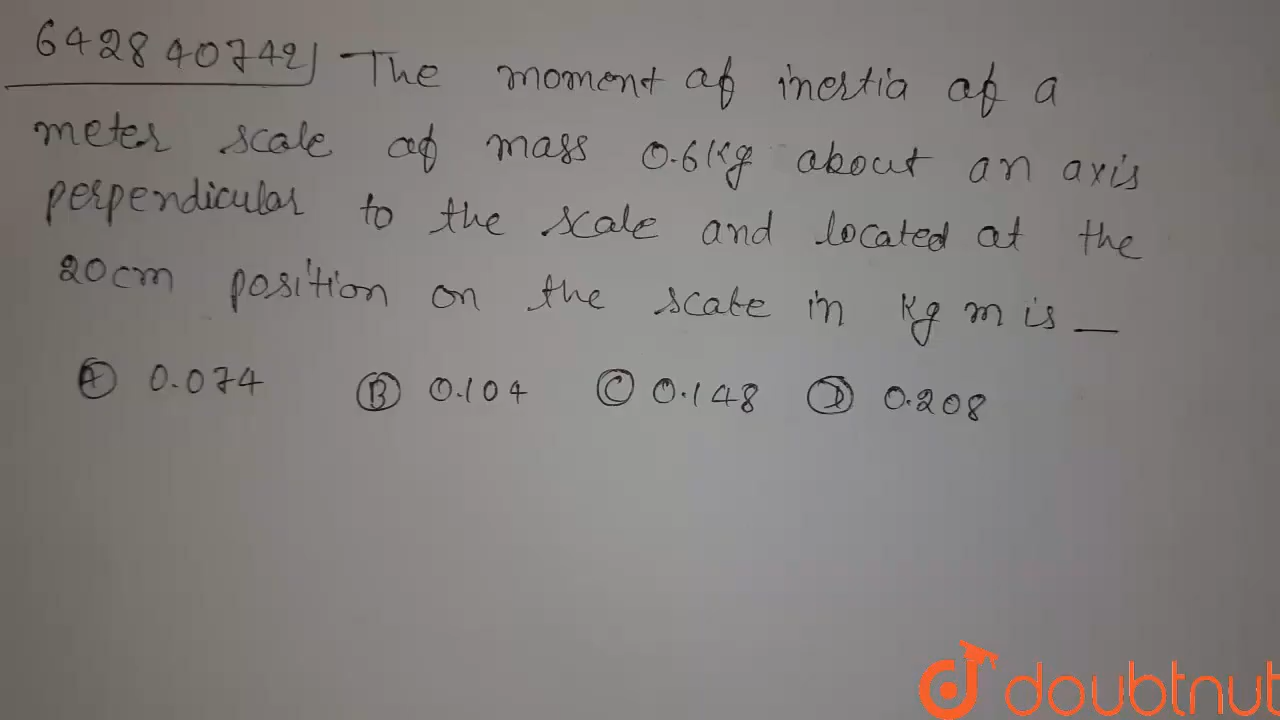 642840742) The moment of inertia of a
meter scale of mass 0.6Kg about an axis
perpendicular to the scale and located at the
20cm position on the scale in Kg m is _
(A) 0.074 (B) 0.104 (C) 0.148 (D) 0.208
doubtnut